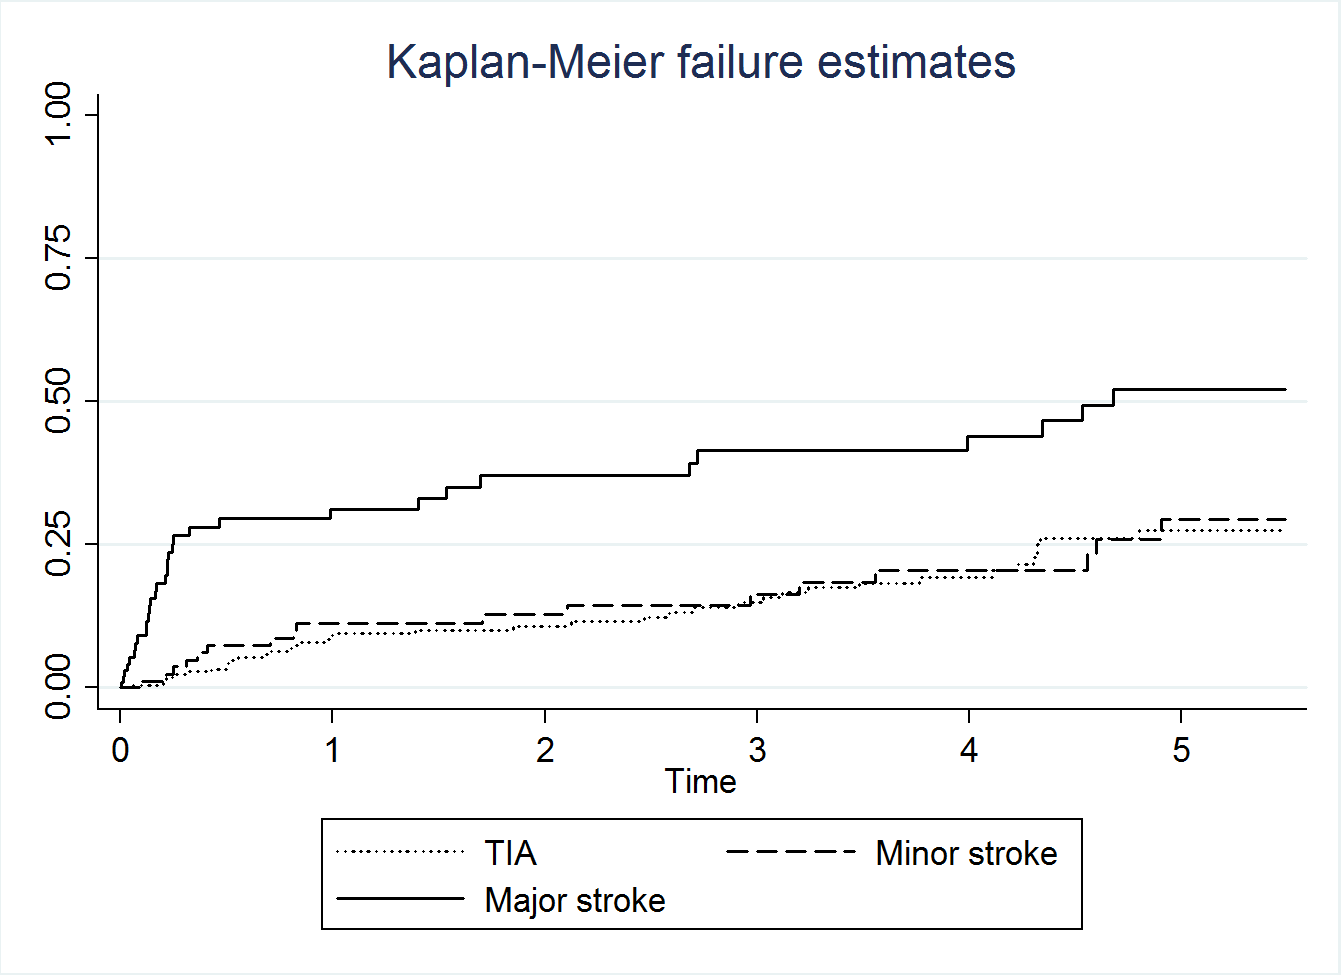 Kaplan-Meier failure estimates
1.00
0.75
0.50
0.25
0.00
0 1 2 3 4 5
Time
TIA Minor stroke
Major stroke